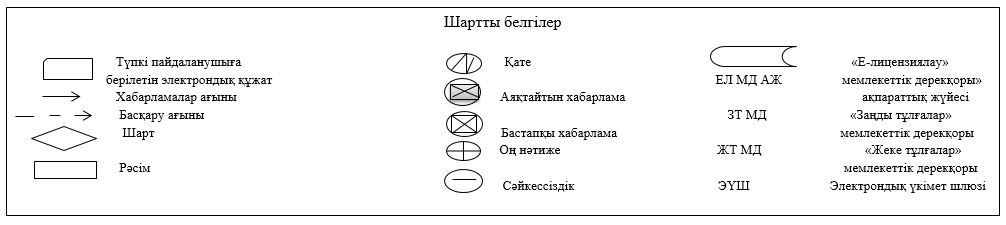 Шартты белгілер
Түпкі пайдаланушыға
берілетін электрондық құжат
Хабарламалар ағыны
Басқару ағыны
Шарт
Рәсім
Қате
Аяқтайтын хабарлама
Бастапқы хабарлама
Оң нәтиже
Сәйкессіздік
«Е-лицензиялау»
ЕЛ МД АЖ мемлекеттік дерекқоры»
ақпараттық жүйесі
ЗТ МД «Заңды тұлғалар»
мемлекеттік дерекқоры
ЖТ МД «Жеке тұлғалар»
мемлекеттік дерекқоры
ЭҮШ Электрондық үкімет шлюзі